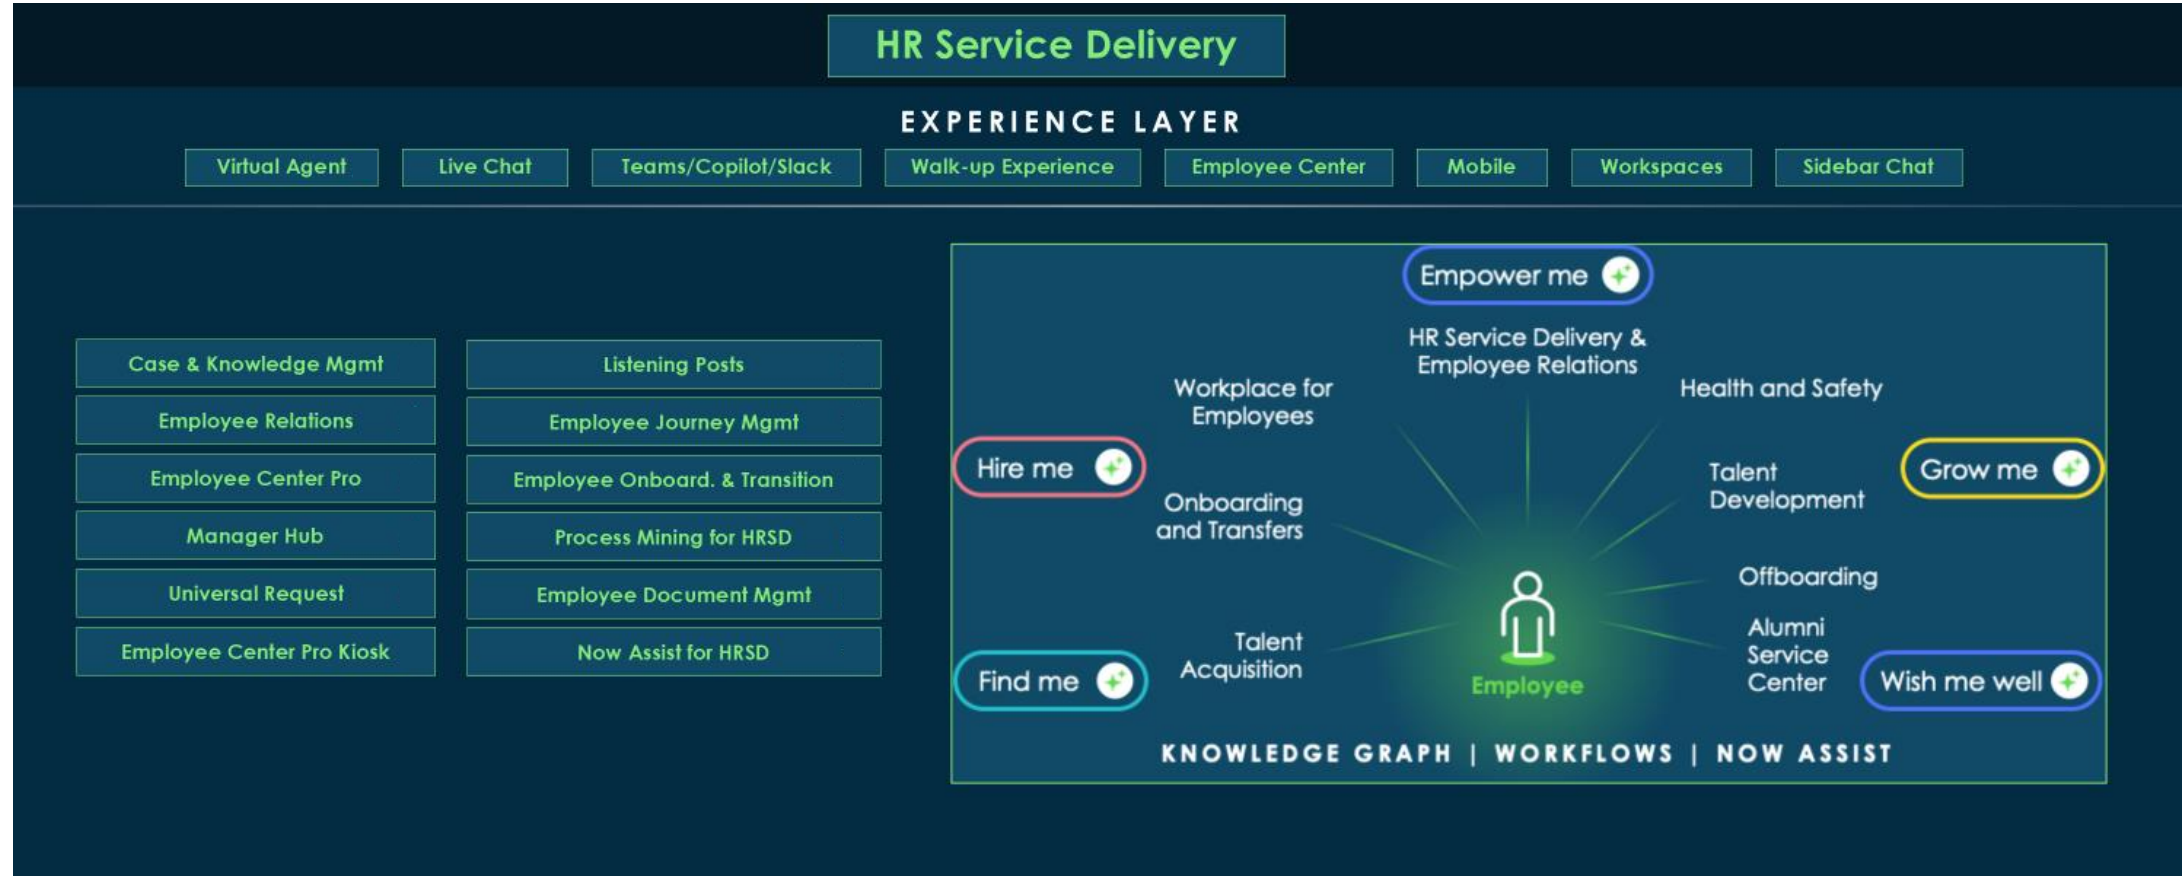 HR Service Delivery
EXPERIENCE LAYER
Virtual Agent
Live Chat
Teams/Copilot/Slack
Walk-up Experience
Employee Center
Mobile
Workspaces
Sidebar Chat
Case & Knowledge Mgmt
Employee Relations
Employee Center Pro
Manager Hub
Universal Request
Employee Center Pro Kiosk
Listening Posts
Employee Journey Mgmt
Employee Onboard. & Transition
Process Mining for HRSD
Employee Document Mgmt
Now Assist for HRSD
Empower me
HR Service Delivery &
Employee Relations
Workplace for
Employees
Health and Safety
Hire me
Onboarding
and Transfers
Talent
Development
Grow me
Offboarding
Talent
Acquisition
Find me
Employee
Alumni
Service
Center
Wish me well
KNOWLEDGE GRAPH | WORKFLOWS | NOW ASSIST